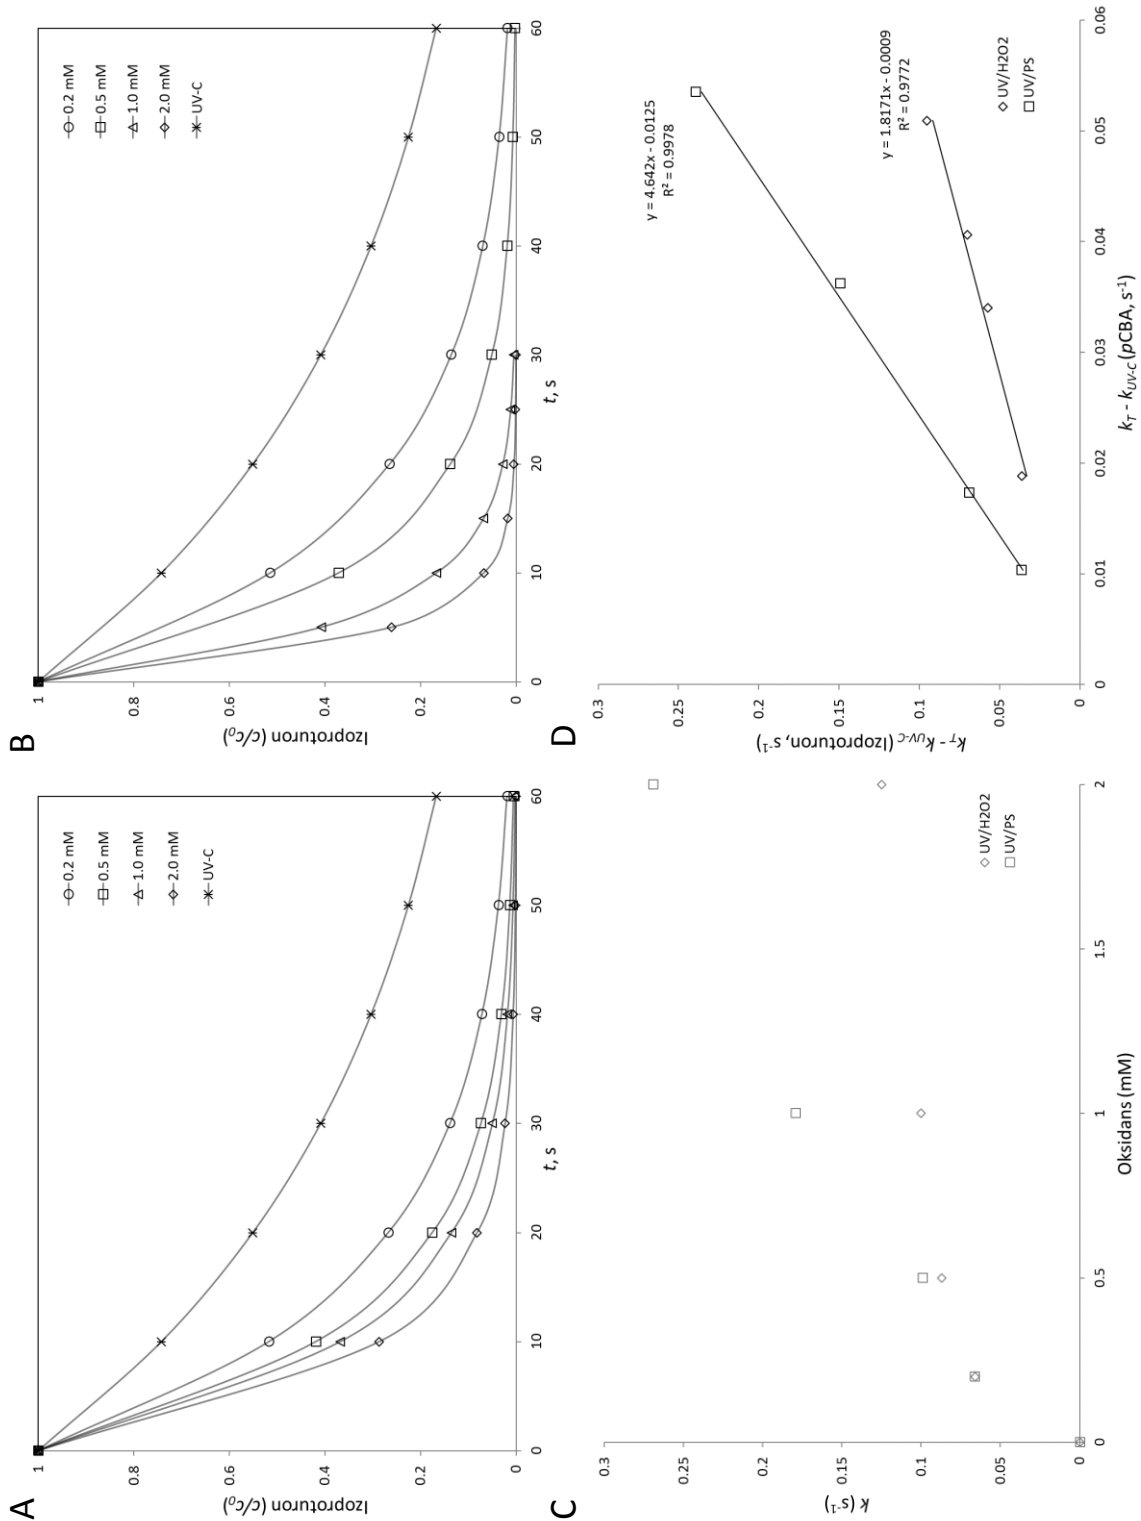 A
Izoproturon (c/c0)
1
0.8
0.6
0.4
0.2
0
0
10
20
30
40
50
60
t, s
0.2 mM
0.5 mM
1.0 mM
2.0 mM
UV-C
B
Izoproturon (c/c0)
1
0.8
0.6
0.4
0.2
0
0
10
20
30
40
50
60
t, s
0.2 mM
0.5 mM
1.0 mM
2.0 mM
UV-C
C
k (s-1)
0.3
0.25
0.2
0.15
0.1
0.05
0
0
0.5
1
1.5
2
Oksidans (mM)
UV/H2O2
UV/PS
D
kT - kUV-C (Izoproturon, s-1)
0.3
0.25
0.2
0.15
0.1
0.05
0
0
0.01
0.02
0.03
0.04
0.05
0.06
kT - kUV-C (pCBA, s-1)
y = 4.642x - 0.0125
R² = 0.9978
y = 1.8171x - 0.0009
R² = 0.9772
UV/H2O2
UV/PS